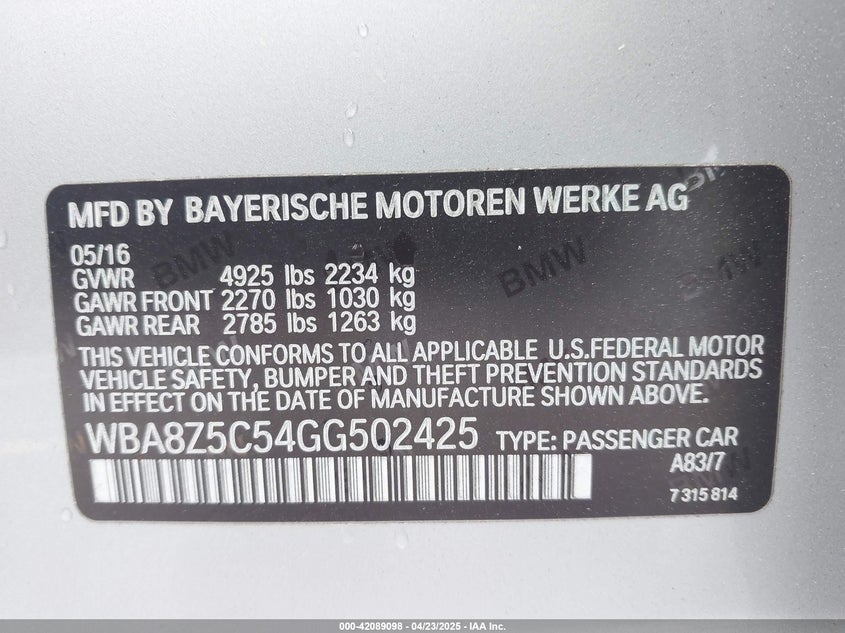 MFD BY BAYERISCHE MOTOREN WERKE AG
05/16
GVWR 4925 lbs 2234 kg
GAWR FRONT 2270 lbs 1030 kg
GAWR REAR 2785 lbs 1263 kg
THIS VEHICLE CONFORMS TO ALL APPLICABLE U.S.FEDERAL MOTOR
VEHICLE SAFETY, BUMPER AND THEFT PREVENTION STANDARDS
IN EFFECT ON THE DATE OF MANUFACTURE SHOWN ABOVE.
WBA8Z5C54GG502425 TYPE: PASSENGER CAR
A83/7
7 315 814
BMW
BMW
000-42089098 - 04/23/2025 - IAA Inc.